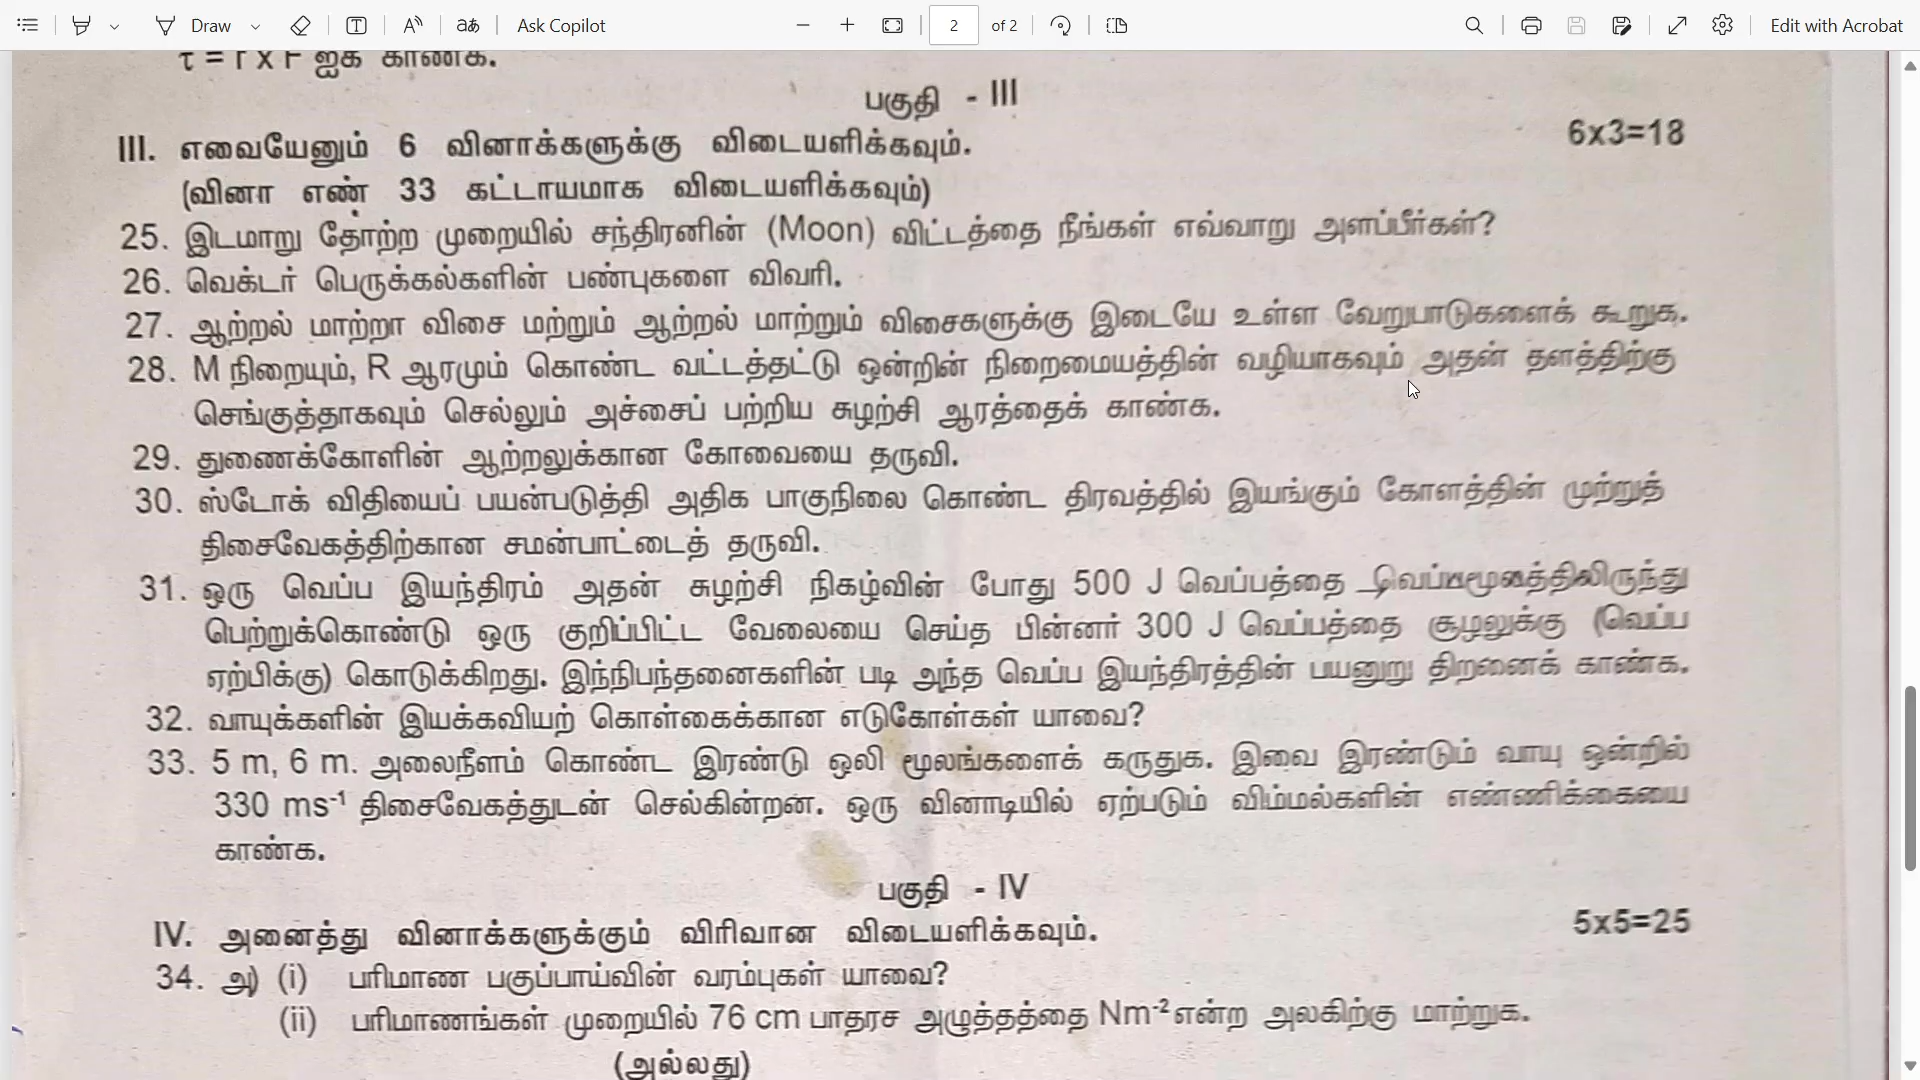 Draw
Ask Copilot
2 of 2
Edit with Acrobat
τ = r x F ஐக் காண்க.
பகுதி - III
III. எவையேனும் 6 வினாக்களுக்கு விடையளிக்கவும். 6x3=18
(வினா எண் 33 கட்டாயமாக விடையளிக்கவும்)
25. இடமாறு தோற்ற முறையில் சந்திரனின் (Moon) விட்டத்தை நீங்கள் எவ்வாறு அளப்பீர்கள்?
26. வெக்டர் பெருக்கல்களின் பண்புகளை விவரி.
27. ஆற்றல் மாற்றா விசை மற்றும் ஆற்றல் மாற்றும் விசைகளுக்கு இடையே உள்ள வேறுபாடுகளைக் கூறுக.
28. M நிறையும், R ஆரமும் கொண்ட வட்டத்தட்டு ஒன்றின் நிறைமையத்தின் வழியாகவும் அதன் தளத்திற்கு
செங்குத்தாகவும் செல்லும் அச்சைப் பற்றிய சுழற்சி ஆரத்தைக் காண்க.
29. துணைக்கோளின் ஆற்றலுக்கான கோவையை தருவி.
30. ஸ்டோக் விதியைப் பயன்படுத்தி அதிக பாகுநிலை கொண்ட திரவத்தில் இயங்கும் கோளத்தின் முற்றுத்
திசைவேகத்திற்கான சமன்பாட்டைத் தருவி.
31. ஒரு வெப்ப இயந்திரம் அதன் சுழற்சி நிகழ்வின் போது 500 J வெப்பத்தை வெப்பமூலத்திலிருந்து
பெற்றுக்கொண்டு ஒரு குறிப்பிட்ட வேலையை செய்த பின்னர் 300 J வெப்பத்தை சூழலுக்கு (வெப்ப
ஏற்பிக்கு) கொடுக்கிறது. இந்நிபந்தனைகளின் படி அந்த வெப்ப இயந்திரத்தின் பயனுறு திறனைக் காண்க.
32. வாயுக்களின் இயக்கவியற் கொள்கைக்கான எடுகோள்கள் யாவை?
33. 5 m, 6 m. அலைநீளம் கொண்ட இரண்டு ஒலி மூலங்களைக் கருதுக. இவை இரண்டும் வாயு ஒன்றில்
330 ms⁻¹ திசைவேகத்துடன் செல்கின்றன. ஒரு வினாடியில் ஏற்படும் விம்மல்களின் எண்ணிக்கையை
காண்க.
பகுதி - IV
IV. அனைத்து வினாக்களுக்கும் விரிவான விடையளிக்கவும். 5x5=25
34. அ) (i) பரிமாண பகுப்பாய்வின் வரம்புகள் யாவை?
(ii) பரிமாணங்கள் முறையில் 76 cm பாதரச அழுத்தத்தை Nm⁻² என்ற அலகிற்கு மாற்றுக.
(அல்லது)